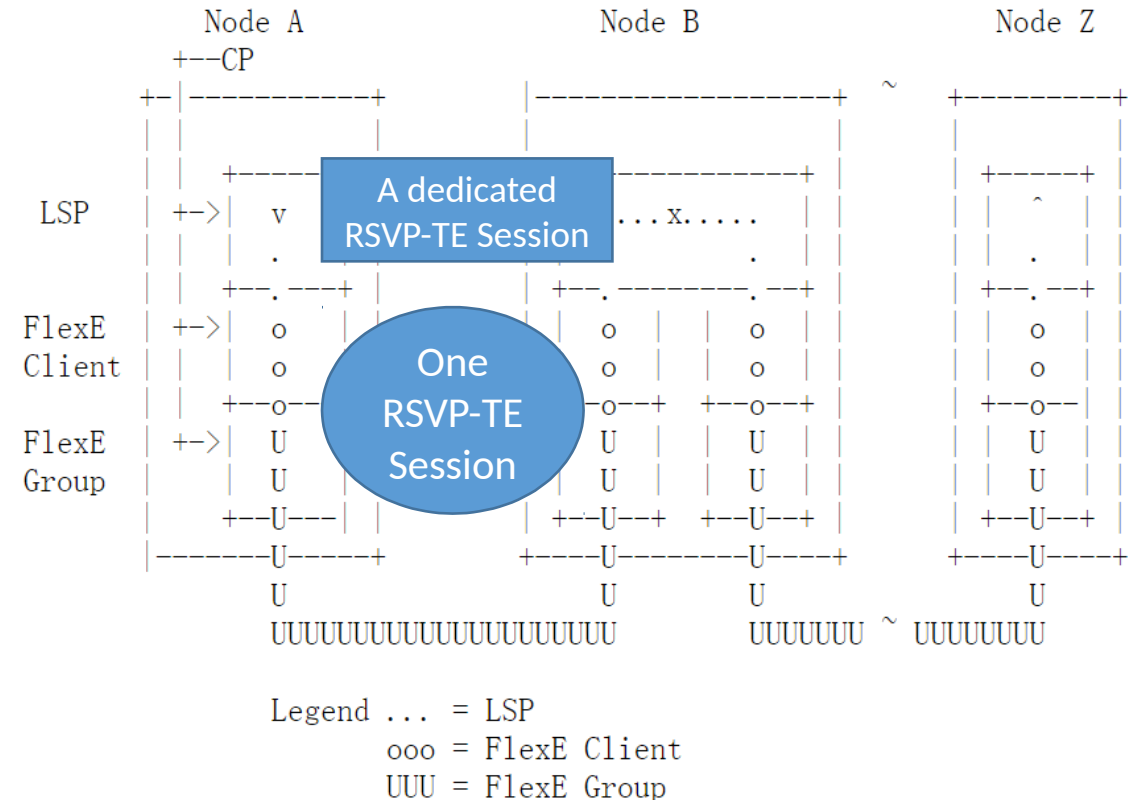 Node A Node B Node Z
+--CP
+-|-----------+ |------------------+ ~ +---------+
| | | | | | |
| | +----- -----------+ | | +-----+ |
LSP | +->| v ...x..... | | | | ^ | |
A dedicated
RSVP-TE Session
| | | . . | | | | . | |
| | +--.---+ | | +--.--------.--+ | | +--.--+ |
FlexE | +->| o | | o | | o | | | | o | |
Client | | | o o | | o | | | | o | |
| | +--o-- -o--+ +--o--+ | | +--o--| |
One
RSVP-TE
Session
FlexE | +->| U | U | | U | | | | U | |
Group | | U | | U | | U | | | | U | |
| +--U---| | | +--U--+ +--U--+ | | +--U--+ |
|-------U-----+ +----U--------U----+ +----U----+
U U U U
UUUUUUUUUUUUUUUUUUUUU UUUUUUU ~ UUUUUUUU
Legend ... = LSP
ooo = FlexE Client
UUU = FlexE Group